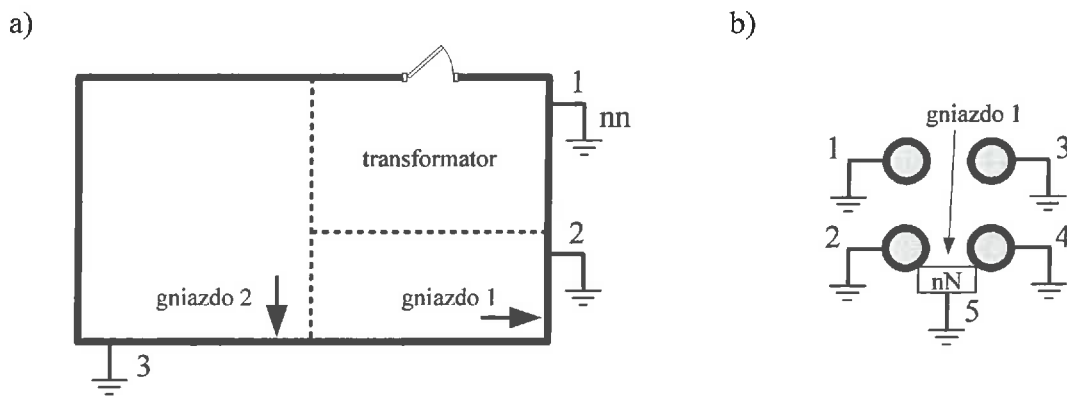 a)
1
nn
transformator
2
gniazdo 2
gniazdo 1
3
b)
gniazdo 1
1
3
2
4
nN
5